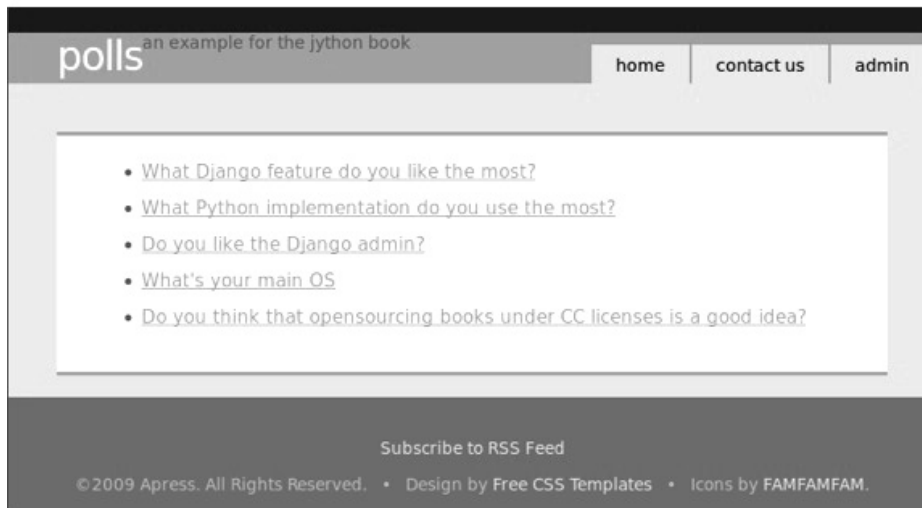 polls an example for the jython book
home contact us admin
• What Django feature do you like the most?
• What Python implementation do you use the most?
• Do you like the Django admin?
• What's your main OS
• Do you think that opensourcing books under CC licenses is a good idea?
Subscribe to RSS Feed
©2009 Apress. All Rights Reserved. • Design by Free CSS Templates • Icons by FAMFAMFAM.